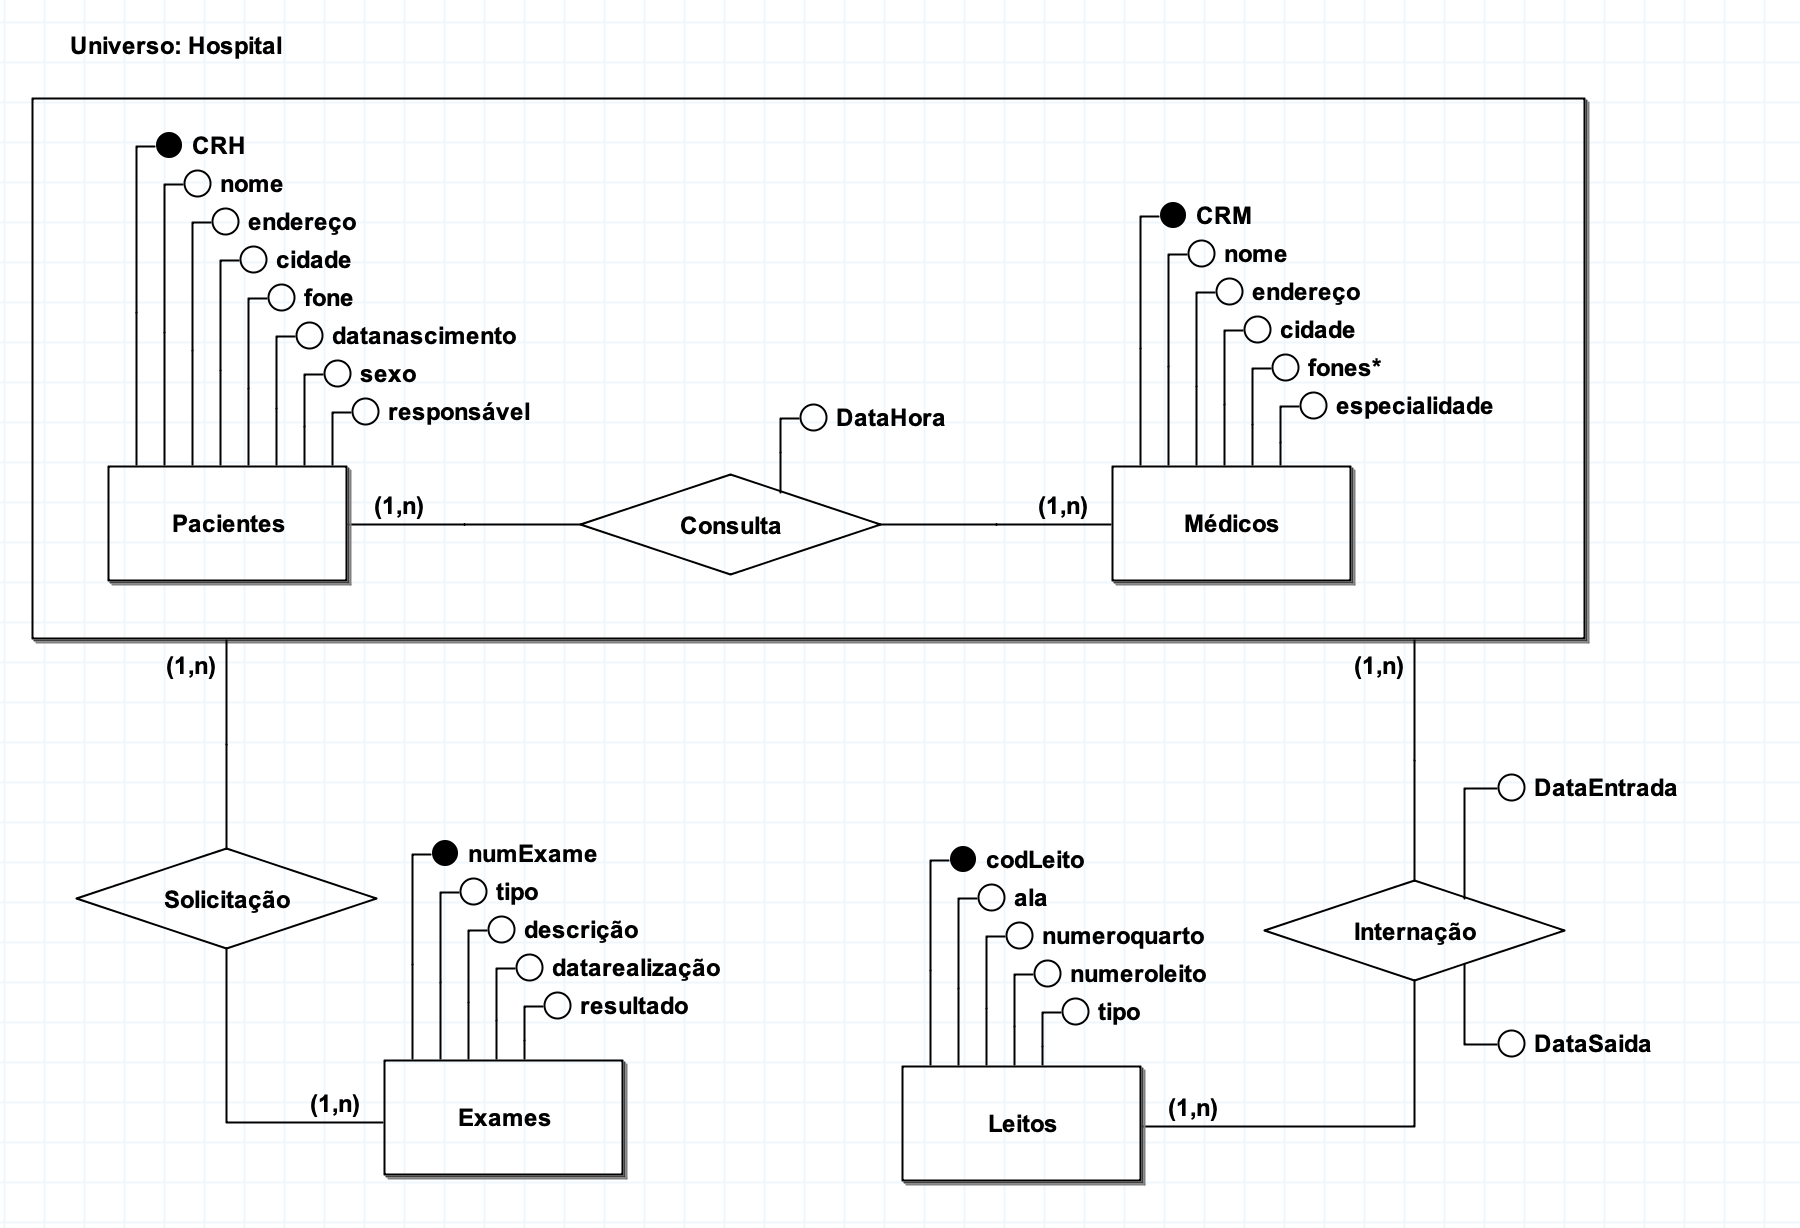 Universo: Hospital
CRH
nome
endereço
cidade
fone
datanascimento
sexo
responsável
Pacientes
(1,n)
DataHora
Consulta
(1,n)
CRM
nome
endereço
cidade
fones*
especialidade
Médicos
(1,n)
(1,n)
Solicitação
numExame
tipo
descrição
datarealização
resultado
(1,n)
Exames
codLeito
ala
numeroquarto
numeroleito
tipo
Leitos
(1,n)
DataEntrada
Internação
DataSaida